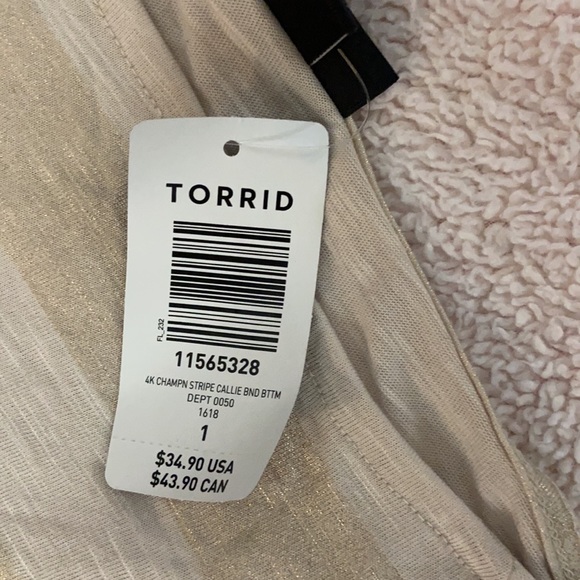 TORRID
FL_232
11565328
4K CHAMPN STRIPE CALLIE BND BTTM
DEPT 0050
1618
1
$34.90 USA
$43.90 CAN